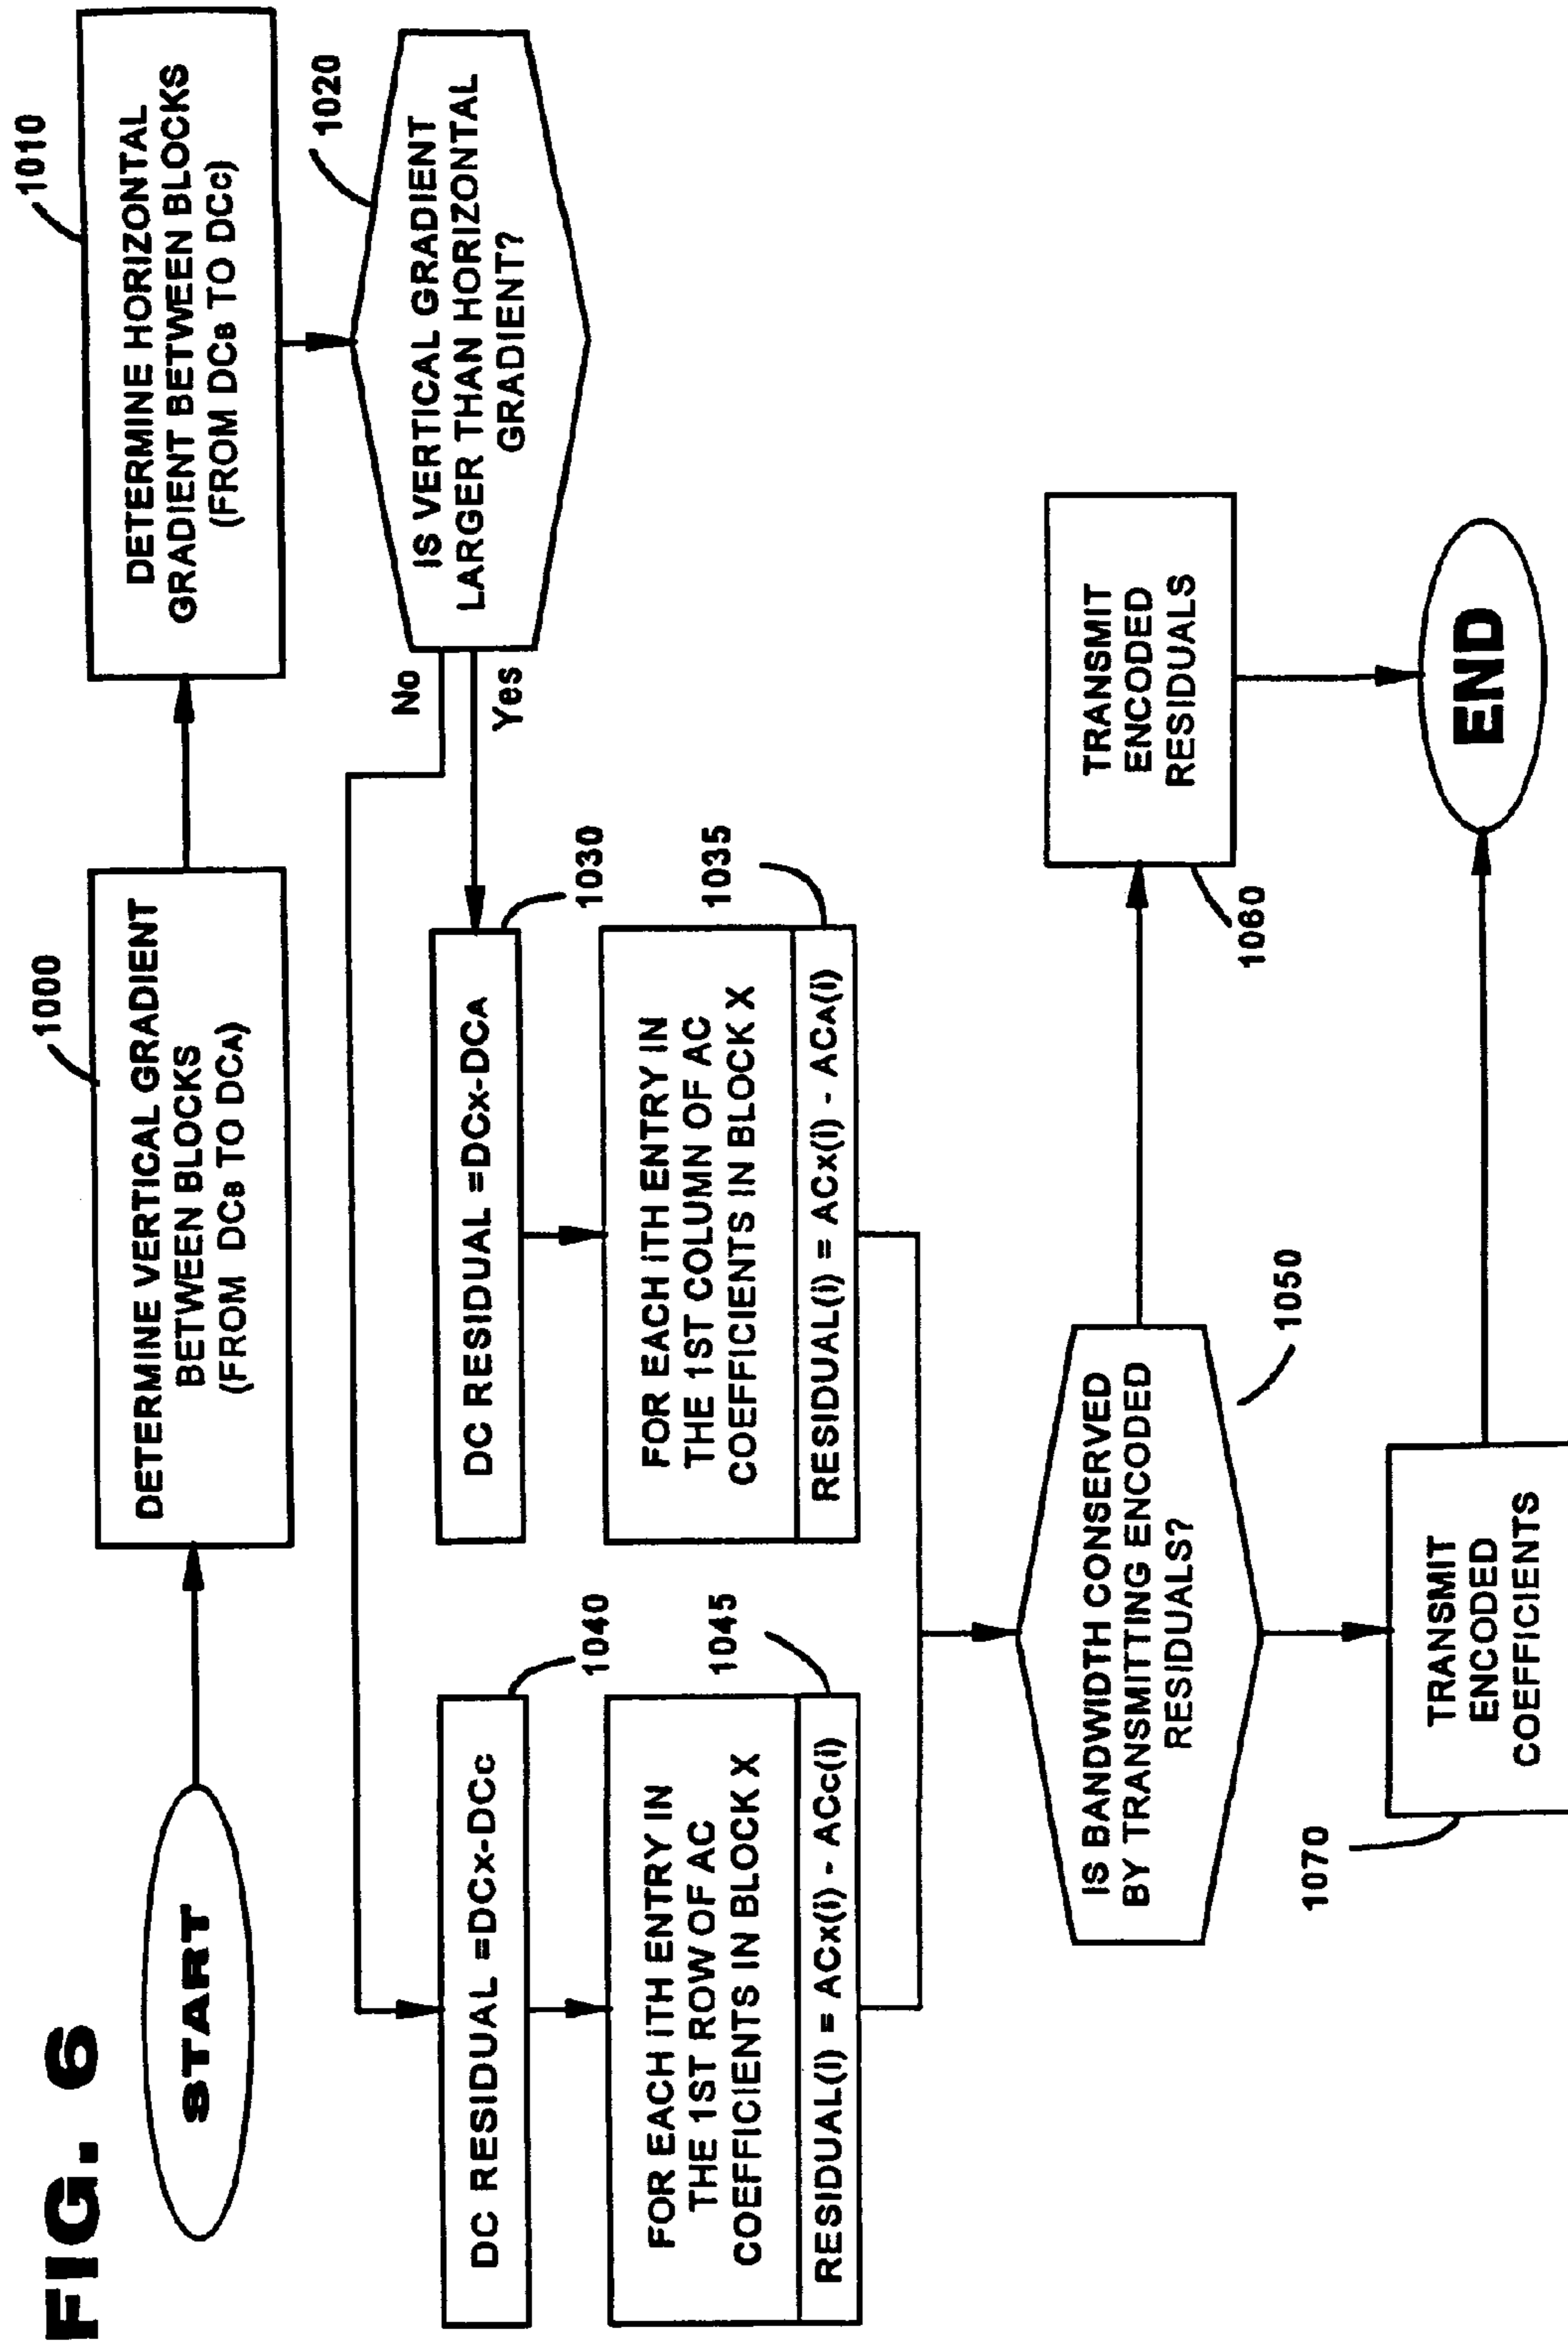 FIG. 6
START
1000
DETERMINE VERTICAL GRADIENT
BETWEEN BLOCKS
(FROM DCB TO DCA)
1010
DETERMINE HORIZONTAL
GRADIENT BETWEEN BLOCKS
(FROM DCB TO DCC)
1020
IS VERTICAL GRADIENT
LARGER THAN HORIZONTAL
GRADIENT?
No
Yes
1040
DC RESIDUAL =DCX-DCC
1045
FOR EACH ITH ENTRY IN
THE 1ST ROW OF AC
COEFFICIENTS IN BLOCK X
RESIDUAL(i) = ACX(i) - ACC(i)
1030
DC RESIDUAL =DCX-DCA
1035
FOR EACH ITH ENTRY IN
THE 1ST COLUMN OF AC
COEFFICIENTS IN BLOCK X
RESIDUAL(i) = ACX(i) - ACA(i)
1050
IS BANDWIDTH CONSERVED
BY TRANSMITTING ENCODED
RESIDUALS?
1060
TRANSMIT
ENCODED
RESIDUALS
1070
TRANSMIT
ENCODED
COEFFICIENTS
END